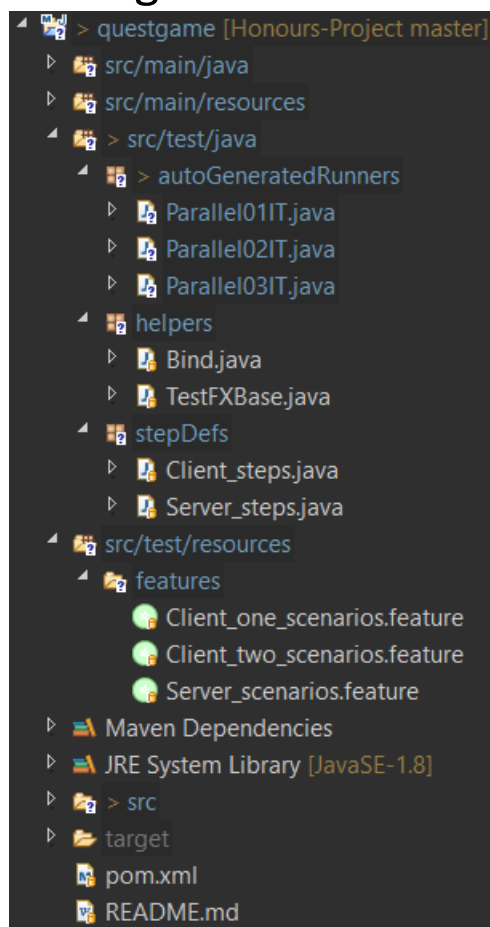 > questgame [Honours-Project master]
src/main/java
src/main/resources
> src/test/java
> autoGeneratedRunners
Parallel01IT.java
Parallel02IT.java
Parallel03IT.java
helpers
Bind.java
TestFXBase.java
stepDefs
Client_steps.java
Server_steps.java
src/test/resources
features
Client_one_scenarios.feature
Client_two_scenarios.feature
Server_scenarios.feature
Maven Dependencies
JRE System Library [JavaSE-1.8]
> src
target
pom.xml
README.md